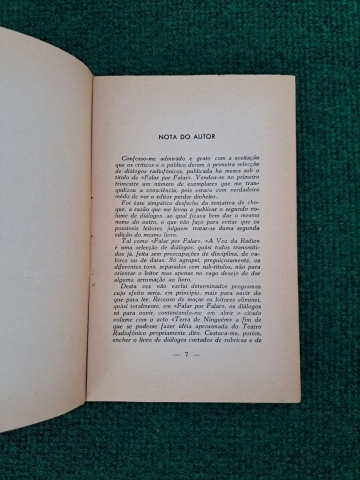 NOTA DO AUTOR
Confesso-me admirado e grato com a aceitação
que os críticos e o público deram à primeira selecção
de diálogos radiofónicos, publicada há meses sob o
título de «Falar por Falar». Vendeu-se no primeiro
trimestre um número de exemplares que me tran-
quilizou a consciência, pois estava com verdadeiro
medo de ver o editor perder dinheiro.
Foi êsse simpático desfecho da tentativa de cho-
que, a razão que me levou a publicar o segundo vo-
lume de diálogos, ao qual ficava bem dar o mesmo
nome do outro, o que não faço para evitar que os
possíveis leitores julguem tratar-se duma segunda
edição do mesmo livro.
Tal como «Falar por Falar», «A Voz da Rádio»
é uma selecção de diálogos, quási todos transmiti-
dos já, feita sem preocupações de disciplina, de va-
lores ou de datas. Só agrupei, preguiçosamente, os
diferentes tons, separados com sub-títulos, não para
orientar o leitor mas apenas no vago desejo de dar
alguma arrumação ao livro.
Desta vez não excluí determinados programas
cujo efeito seria, em princípio, mais para ouvir do
que para ler. Receoso de maçar os leitores eliminei,
quási totalmente, em «Falar por Falar», os diálogos
só para ouvir, contentando-me em abrir o citado
volume com o acto «Terra de Ninguém» a fim de
que se pudesse fazer idéia aproximada do Teatro
Radiofónico pròpriamente dito. Custava-me, porém,
encher o livro de diálogos cortados de rubricas e de
— 7 —